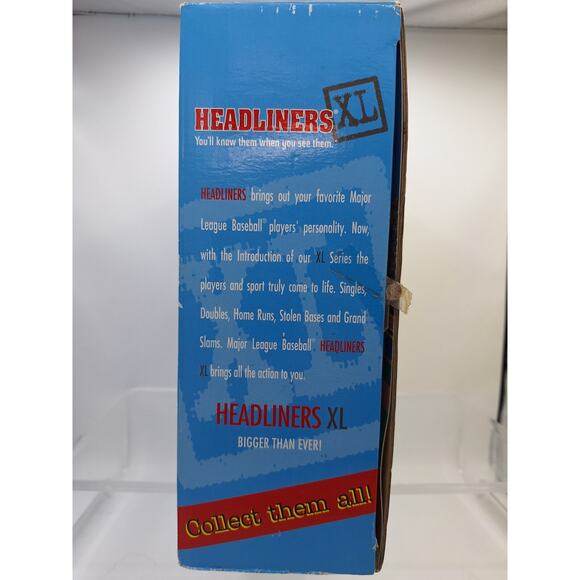 HEADLINERS XL
You'll know them when you see them.
HEADLINERS brings out your favorite Major
League Baseball® players' personality. Now,
with the Introduction of our XL Series the
players and sport truly come to life. Singles,
Doubles, Home Runs, Stolen Bases and Grand
Slams. Major League Baseball® HEADLINERS
XL brings all the action to you.
HEADLINERS XL
BIGGER THAN EVER!
Collect them all!